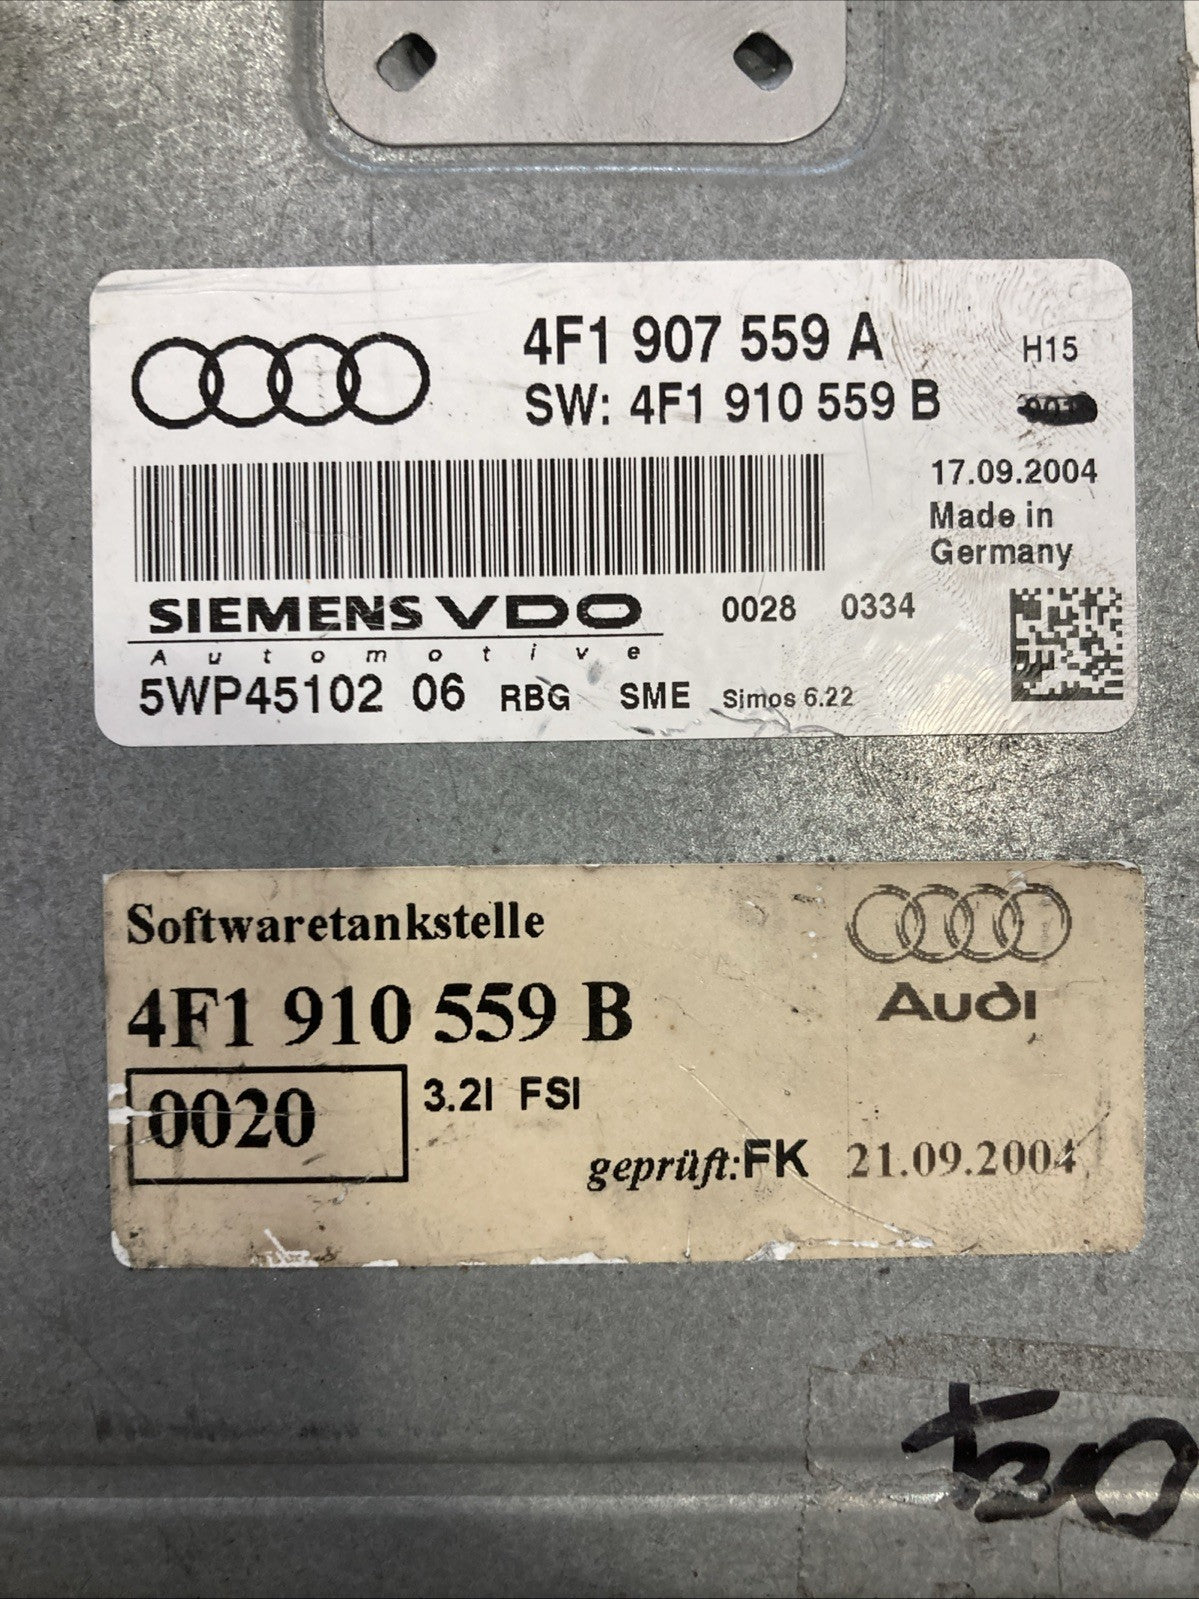 4F1 907 559 A
H15
SW: 4F1 910 559 B
17.09.2004
Made in
Germany
SIEMENS VDO
Automotive
0028 0334
5WP45102 06 RBG SME Simos 6.22
Softwaretankstelle
4F1 910 559 B
Audi
0020
3.2l FSI
geprüft: FK 21.09.2004